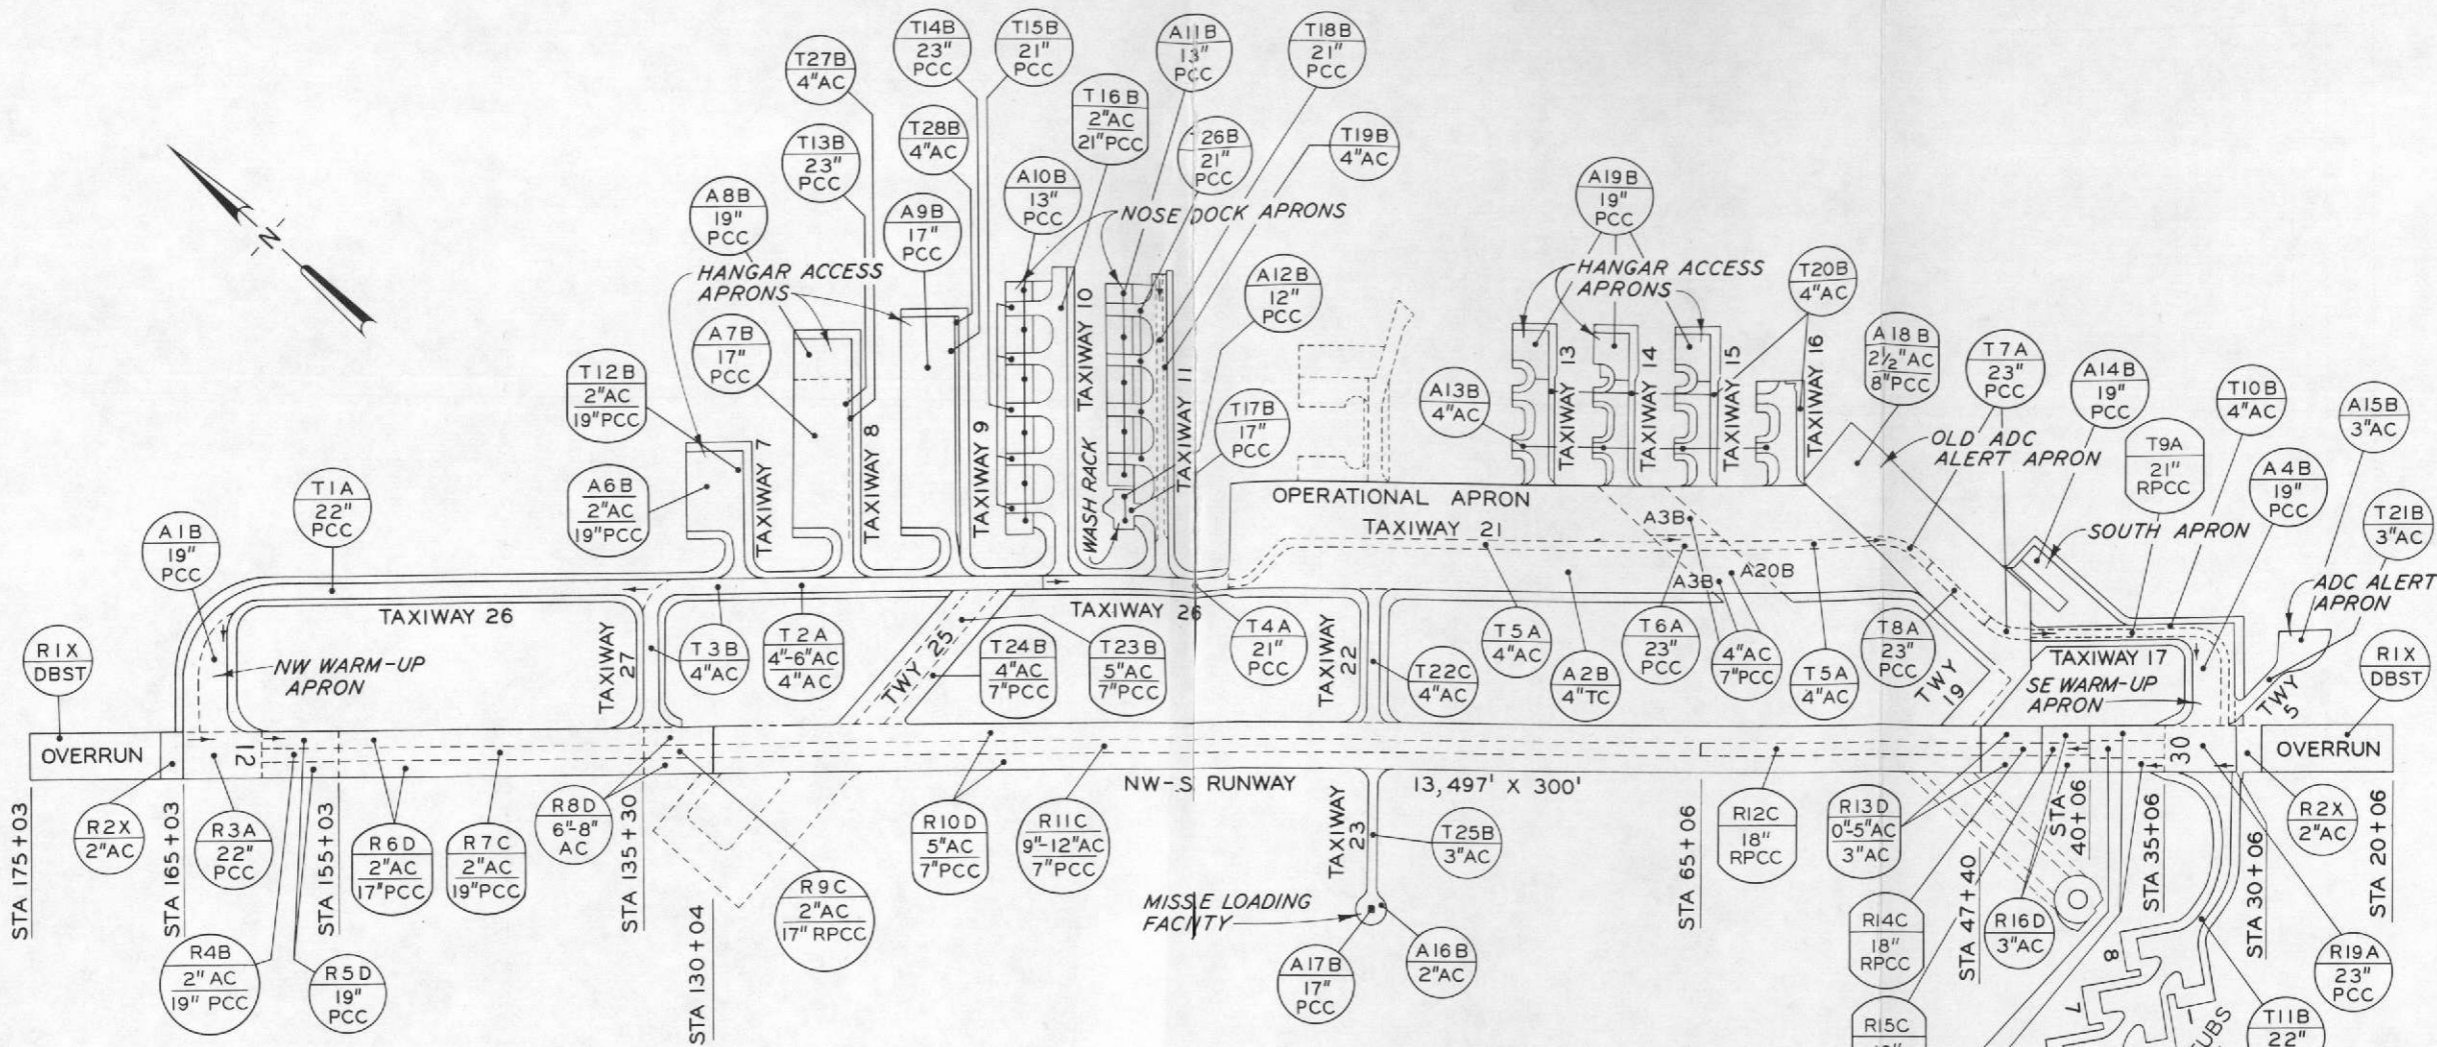 T14B
23"
PCC
T15B
21"
PCC
A11B
13"
PCC
T18B
21"
PCC
T27B
4"AC
T28B
4"AC
T16B
2"AC
21"PCC
26B
21"
PCC
T19B
4"AC
T13B
23"
PCC
A8B
19"
PCC
A9B
17"
PCC
A10B
13"
PCC
NOSE DOCK APRONS
A19B
19"
PCC
N
HANGAR ACCESS
APRONS
A12B
12"
PCC
HANGAR ACCESS
APRONS
T20B
4"AC
A7B
17"
PCC
T12B
2"AC
19"PCC
A18B
2½"AC
8"PCC
T7A
23"
PCC
A14B
19"
PCC
T10B
4"AC
A15B
3"AC
A13B
4"AC
T17B
17"
PCC
TAXIWAY 7
TAXIWAY 8
TAXIWAY 9
TAXIWAY 10
WASH RACK
TAXIWAY 11
TAXIWAY 13
TAXIWAY 14
TAXIWAY 15
TAXIWAY 16
OLD ADC
ALERT APRON
T9A
21"
RPCC
A4B
19"
PCC
T21B
3"AC
T1A
22"
PCC
A6B
2"AC
19"PCC
A1B
19"
PCC
OPERATIONAL APRON
TAXIWAY 21
A3B
A3B
A20B
SOUTH APRON
ADC ALERT
APRON
TAXIWAY 26
TAXIWAY 26
R1X
DBST
NW WARM-UP
APRON
TAXIWAY
27
T3B
4"AC
T2A
4"-6"AC
4"AC
TWY 25
T24B
4"AC
7"PCC
T23B
5"AC
7"PCC
T4A
21"
PCC
TAXIWAY
22
T22C
4"AC
T5A
4"AC
A2B
4"TC
T6A
23"
PCC
4"AC
7"PCC
T5A
4"AC
T8A
23"
PCC
TWY
19
TAXIWAY 17
SE WARM-UP
APRON
TWY
5
R1X
DBST
OVERRUN
12
30
OVERRUN
NW-S RUNWAY
13,497' X 300'
STA 175+03
R2X
2"AC
STA 165+03
R3A
22"
PCC
STA 155+03
R6D
2"AC
17"PCC
R7C
2"AC
19"PCC
R8D
6"-8"
AC
STA 135+30
R10D
5"AC
7"PCC
R11C
9"-12"AC
7"PCC
TAXIWAY
23
T25B
3"AC
STA 65+06
R12C
18"
RPCC
R13D
0"-5"AC
3"AC
STA
40+06
STA 35+06
R2X
2"AC
STA 20+06
R9C
2"AC
17" RPCC
STA 130+04
MISS E LOADING
FACI TY
R14C
18"
RPCC
STA 47+40
R16D
3"AC
STA 30+06
R4B
2" AC
19" PCC
R5D
19"
PCC
A17B
17"
PCC
A16B
2"AC
R19A
23"
PCC
8
7
R15C
T11B
22"